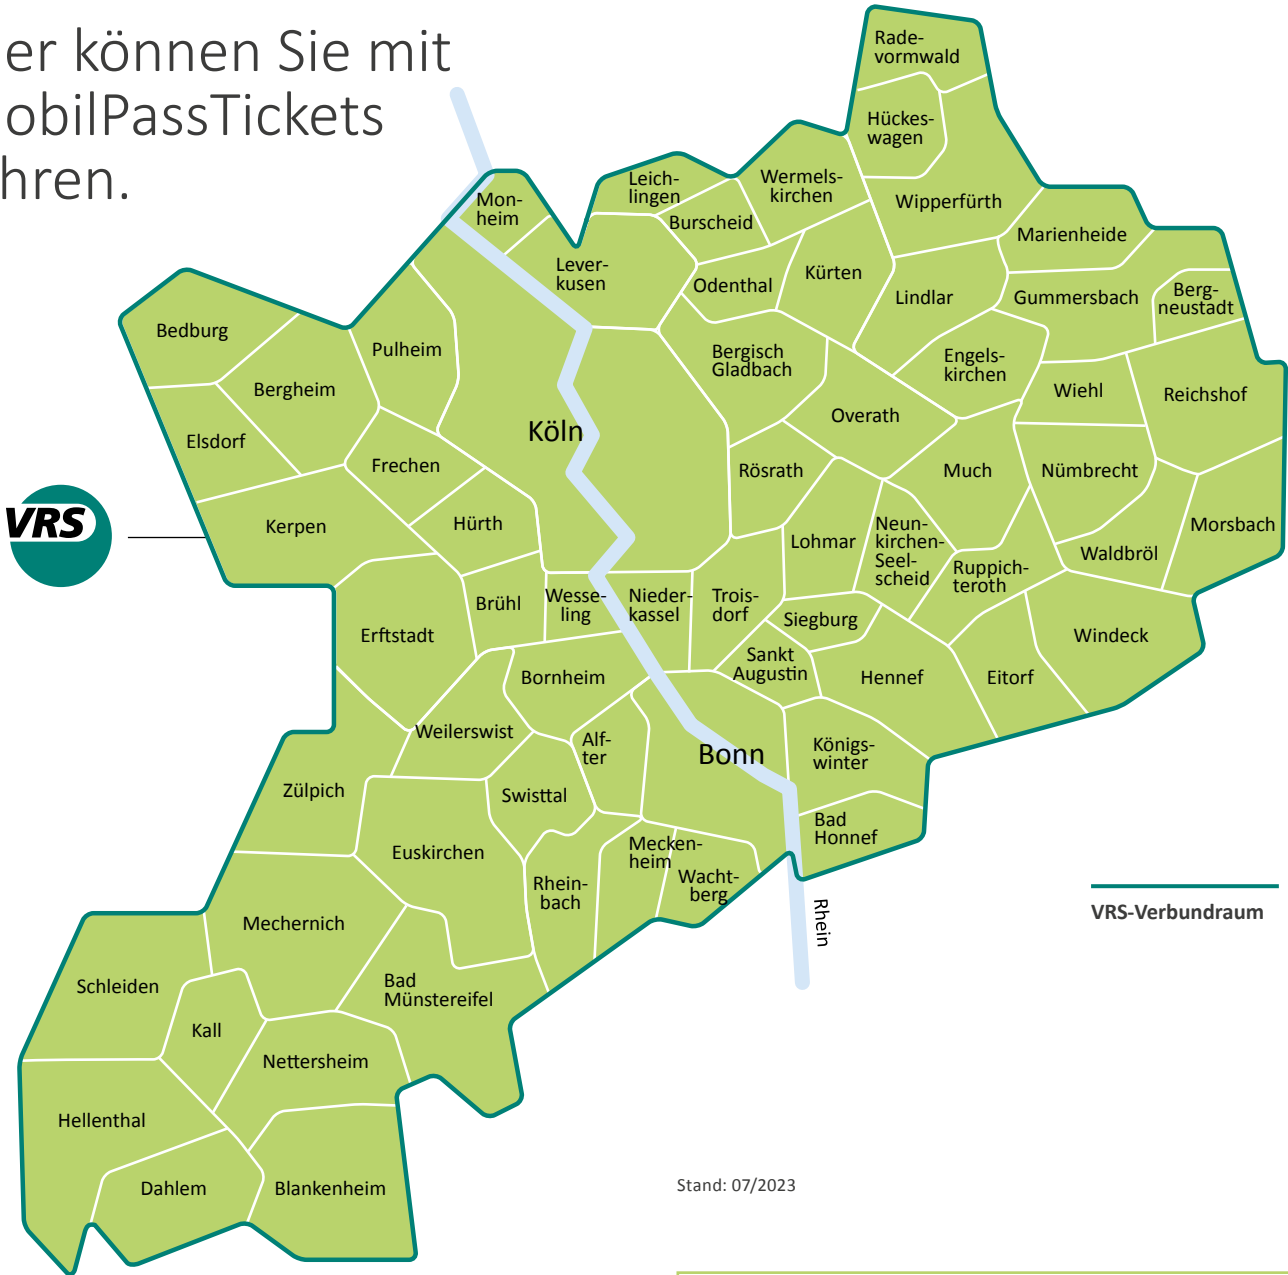 er können Sie mit
obilPassTickets
hren.
Rade-
vormwald
Hückes-
wagen
Wermels-
kirchen
Leich-
lingen
Mon-
heim
Burscheid
Wipperfürth
Marienheide
Lever-
kusen
Odenthal
Kürten
Lindlar
Gummersbach
Berg-
neustadt
Bedburg
Pulheim
Bergisch
Gladbach
Engels-
kirchen
Bergheim
Wiehl
Reichshof
Overath
Köln
Elsdorf
Frechen
Rösrath
Much
Nümbrecht
VRS
Kerpen
Hürth
Lohmar
Neun-
kirchen-
Seel-
scheid
Morsbach
Waldbröl
Ruppich-
teroth
Brühl
Wesse-
ling
Nieder-
kassel
Trois-
dorf
Siegburg
Erftstadt
Windeck
Sankt
Augustin
Bornheim
Hennef
Eitorf
Weilerswist
Alf-
ter
Bonn
Königs-
winter
Zülpich
Swisttal
Bad
Honnef
Euskirchen
Mecken-
heim
Wacht-
berg
Rhein-
bach
Rhein
VRS-Verbundraum
Mechernich
Schleiden
Bad
Münstereifel
Kall
Nettersheim
Hellenthal
Dahlem
Blankenheim
Stand: 07/2023